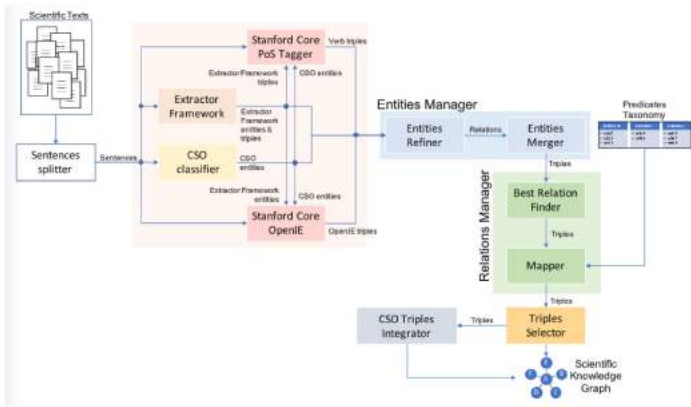 Scientific Texts
Stanford Core
PoS Tagger
Verb triples
Extractor Framework
triples
CSO entities
Extractor
Framework
Extractor
Framework
entities &
triples
Sentences
splitter
Sentences
CSO
classifier
CSO
entities
Extractor Framework
entities
CSO entities
Stanford Core
OpenIE
OpenIE triples
Entities Manager
Entities
Refiner
Relations
Entities
Merger
Predicates
Taxonomy
Triples
Relations Manager
Best Relation
Finder
Triples
Mapper
Triples
CSO Triples
Integrator
Triples
Triples
Selector
Scientific
Knowledge
Graph